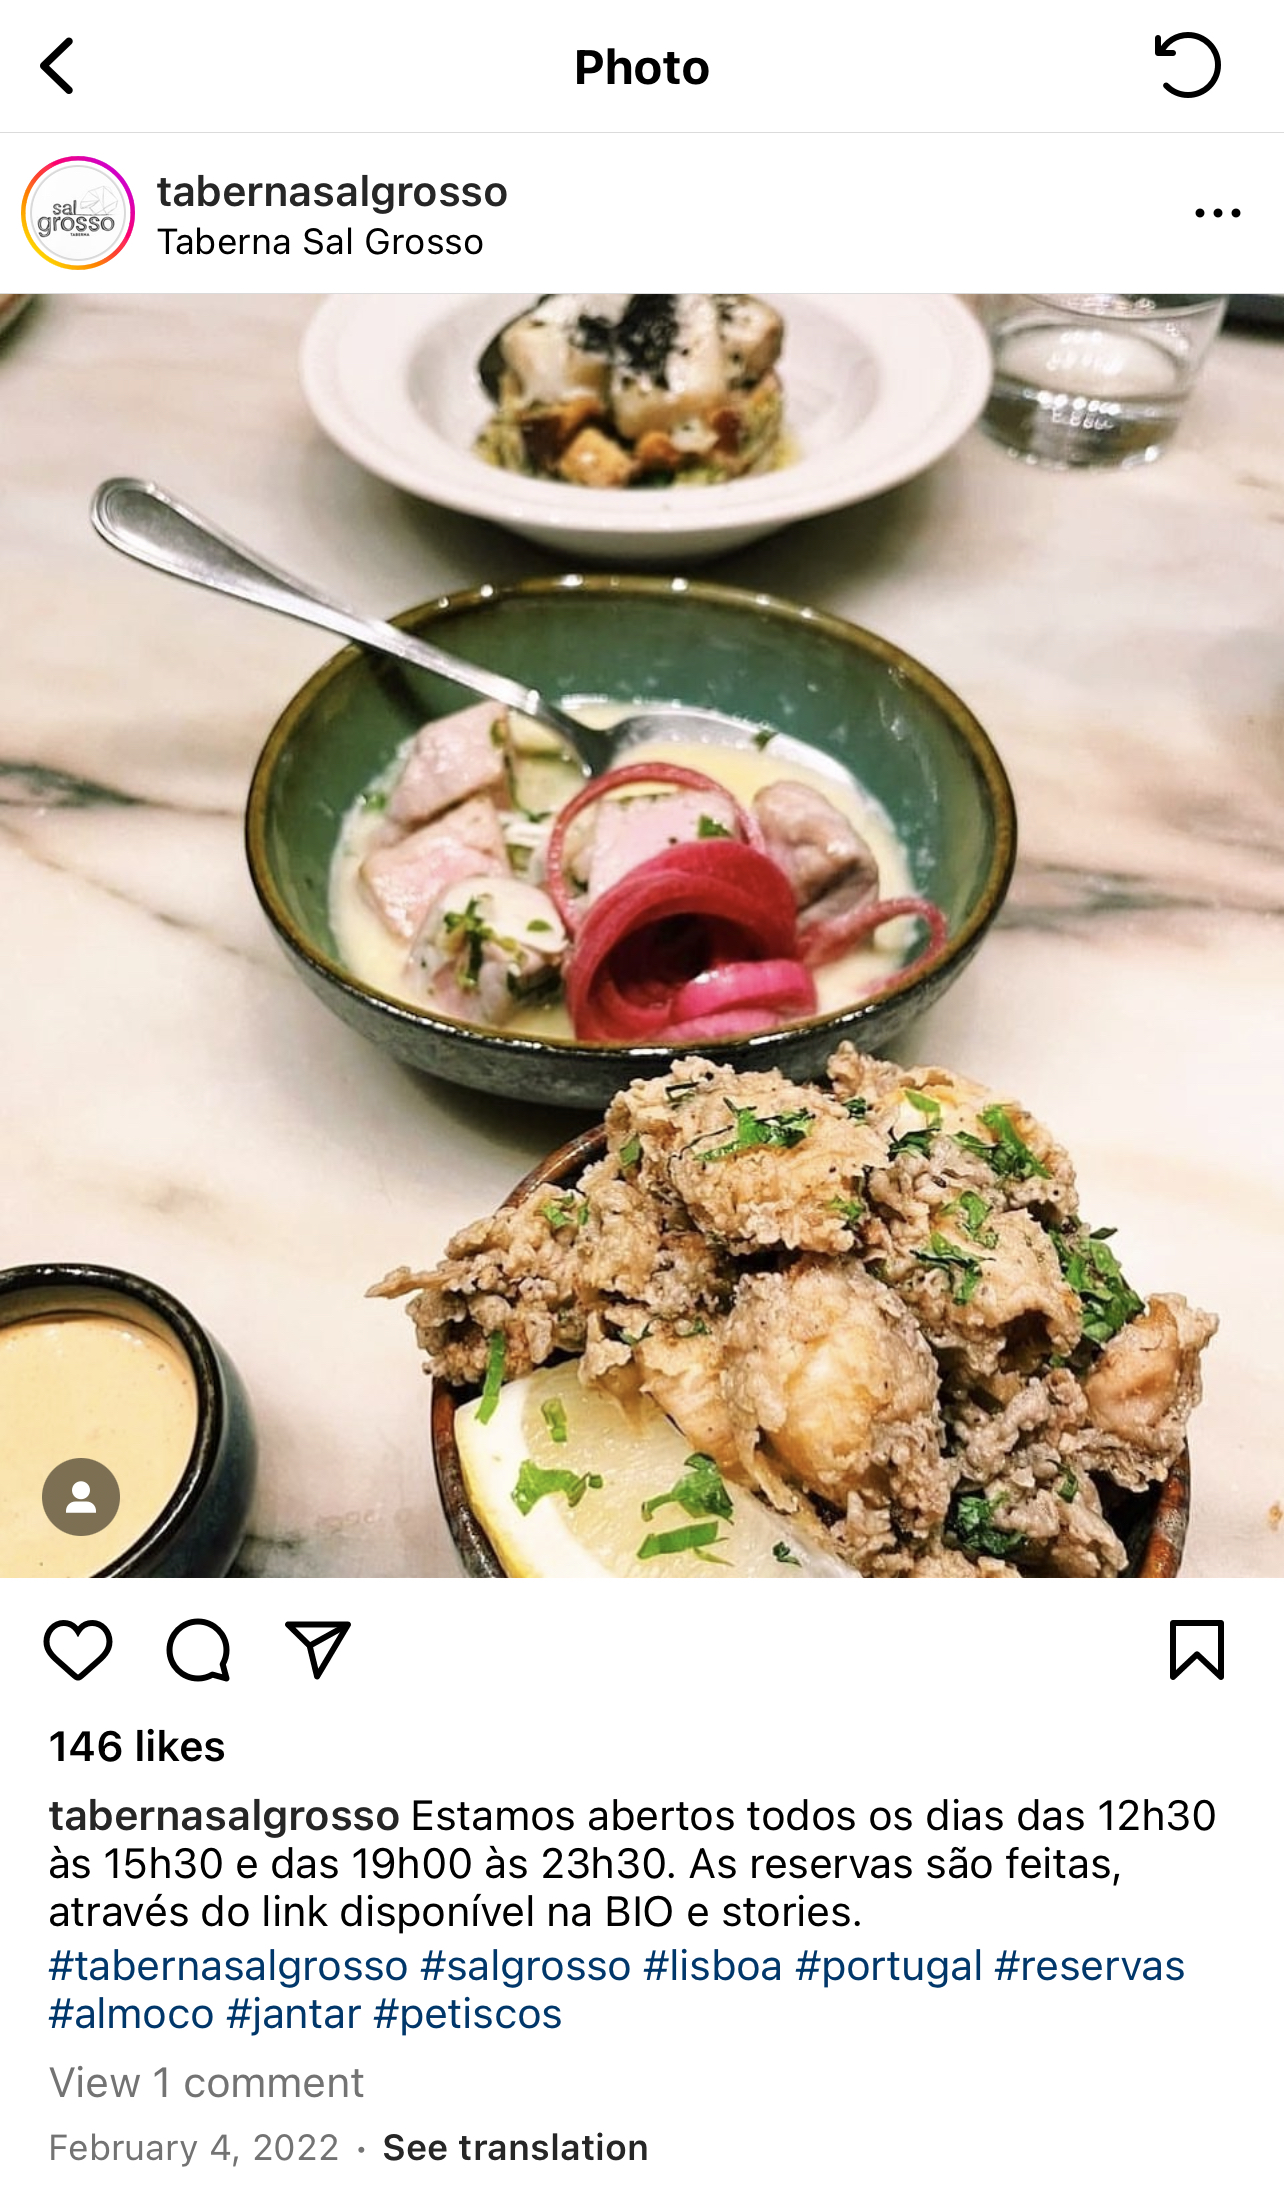 Photo
sal
grosso
TABERNA
tabernasalgrosso
Taberna Sal Grosso
146 likes
tabernasalgrosso Estamos abertos todos os dias das 12h30
às 15h30 e das 19h00 às 23h30. As reservas são feitas,
através do link disponível na BIO e stories.
#tabernasalgrosso #salgrosso #lisboa #portugal #reservas
#almoco #jantar #petiscos
View 1 comment
February 4, 2022 · See translation